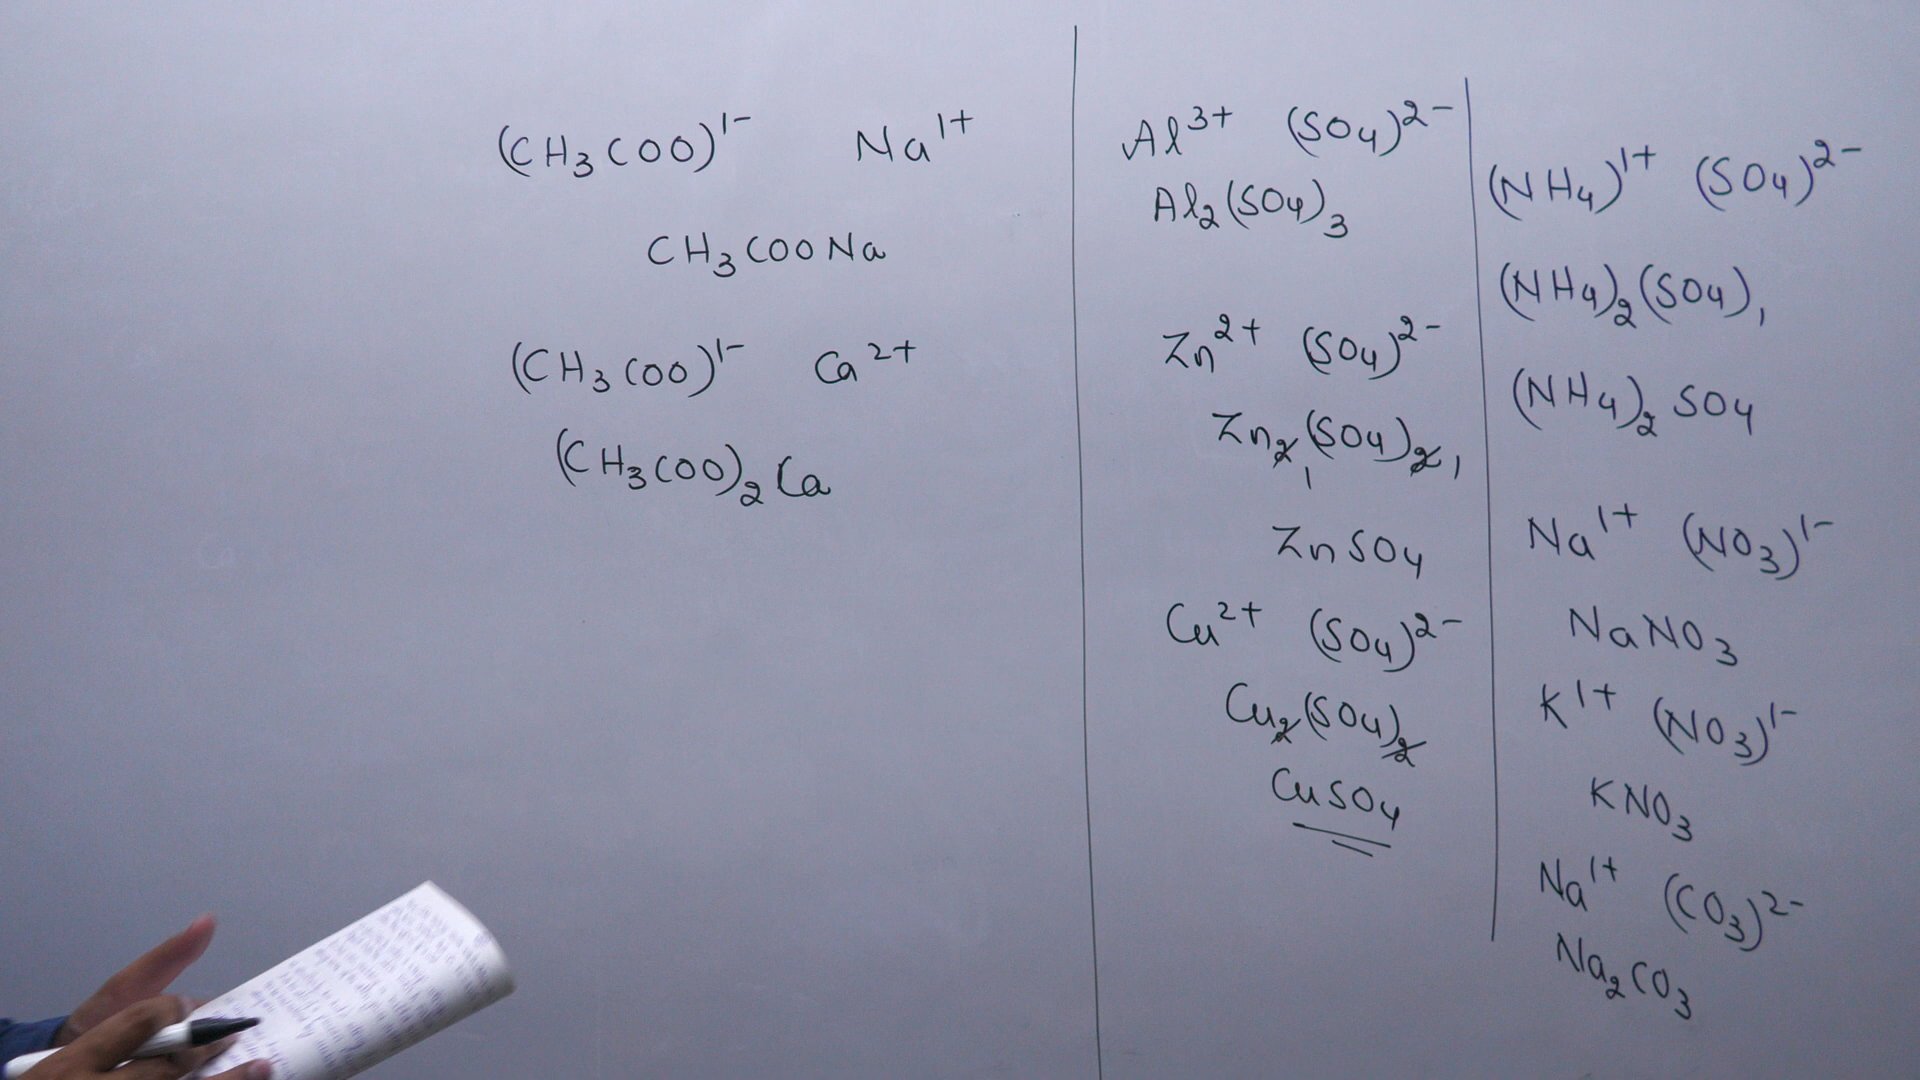 (CH₃COO)¹⁻ Na¹⁺
CH₃COONa
(CH₃COO)¹⁻ Ca²⁺
(CH₃COO)₂Ca
Al³⁺ (SO₄)²⁻
Al₂(SO₄)₃
Zn²⁺ (SO₄)²⁻
Zn₂₁(SO₄)₂₁
ZnSO₄
Cu²⁺ (SO₄)²⁻
Cu₂(SO₄)₂
CuSO₄
(NH₄)¹⁺ (SO₄)²⁻
(NH₄)₂(SO₄)₁
(NH₄)₂SO₄
Na¹⁺ (NO₃)¹⁻
NaNO₃
K¹⁺ (NO₃)¹⁻
KNO₃
Na¹⁺ (CO₃)²⁻
Na₂CO₃